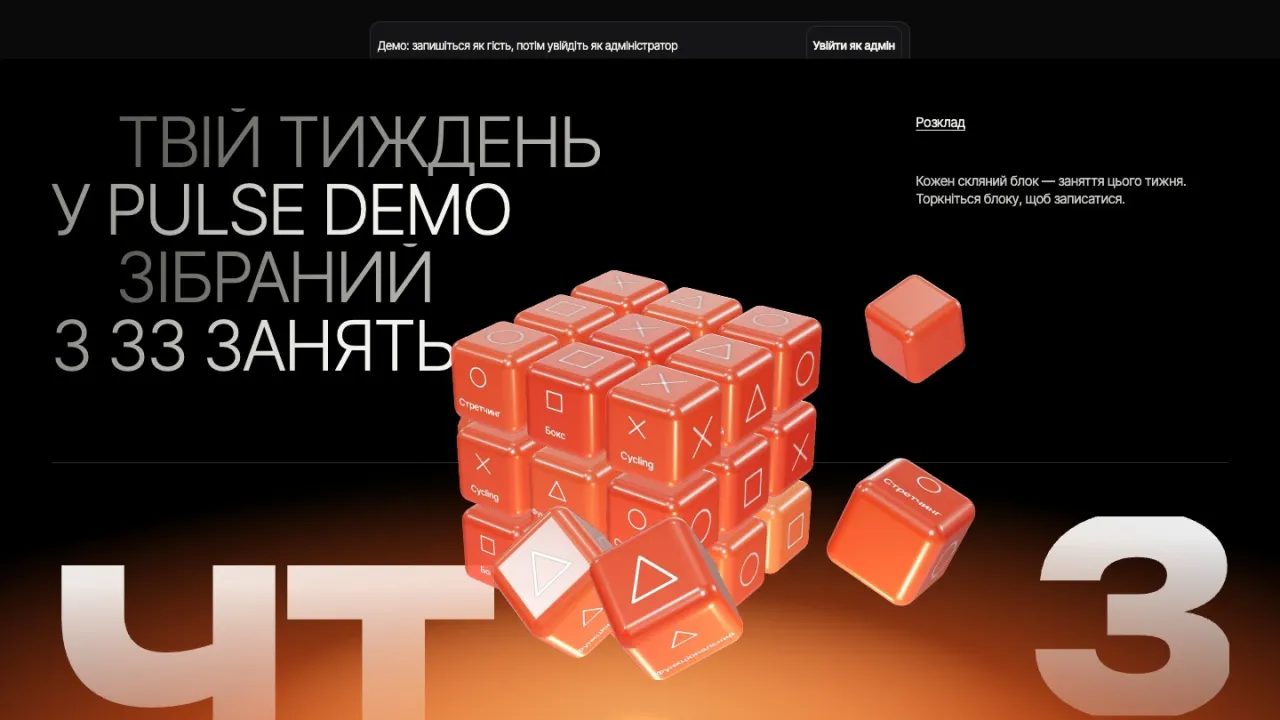 Демо: запишіться як гість, потім увійдіть як адміністратор
Увійти як адмін
ТВІЙ ТИЖДЕНЬ
У PULSE DEMO
ЗІБРАНИЙ
З 33 ЗАНЯТЬ
Розклад
Кожен скляний блок — заняття цього тижня.
Торкніться блоку, щоб записатися.
Стретчинг
Бокс
Cycling
Cycling
Стретчинг
Функціональний
ЧТ
3